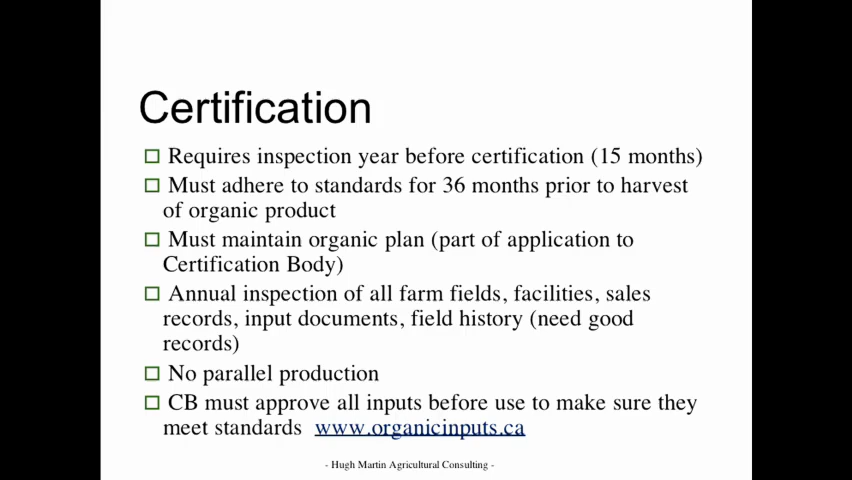 Certification
Requires inspection year before certification (15 months)
Must adhere to standards for 36 months prior to harvest
of organic product
Must maintain organic plan (part of application to
Certification Body)
Annual inspection of all farm fields, facilities, sales
records, input documents, field history (need good
records)
No parallel production
CB must approve all inputs before use to make sure they
meet standards www.organicinputs.ca
- Hugh Martin Agricultural Consulting -